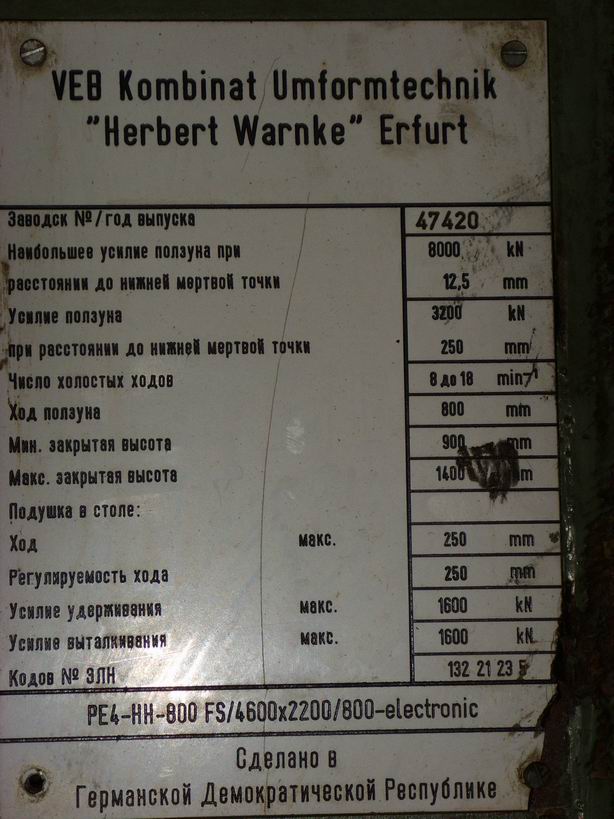 VEB Kombinat Umformtechnik
"Herbert Warnke" Erfurt
Заводск №/год выпуска 47420
Наибольшее усилие ползуна при 8000 kN
расстоянии до нижней мертвой точки 12,5 mm
Усилие ползуна 3200 kN
при расстоянии до нижней мертвой точки 250 mm
Число холостых ходов 8 до 18 min⁻¹
Ход ползуна 800 mm
Мин. закрытая высота 900 mm
Макс. закрытая высота 1400
Подушка в столе:
Ход макс. 250 mm
Регулируемость хода 250 mm
Усилие удерживания макс. 1600 kN
Усилие выталкивания макс. 1600 kN
Кодов № ЭЛН 132 21 23
PE4-HH-800 FS/4600x2200/800-electronic
Сделано в
Германской Демократической Республике